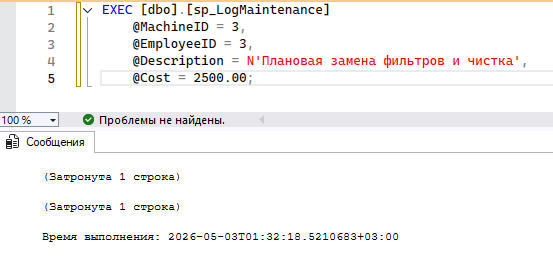 1 EXEC [dbo].[sp_LogMaintenance]
2 @MachineID = 3,
3 @EmployeeID = 3,
4 @Description = N'Плановая замена фильтров и чистка',
5 @Cost = 2500.00;
100 % Проблемы не найдены.
Сообщения
(Затронута 1 строка)
(Затронута 1 строка)
Время выполнения: 2026-05-03T01:32:18.5210683+03:00